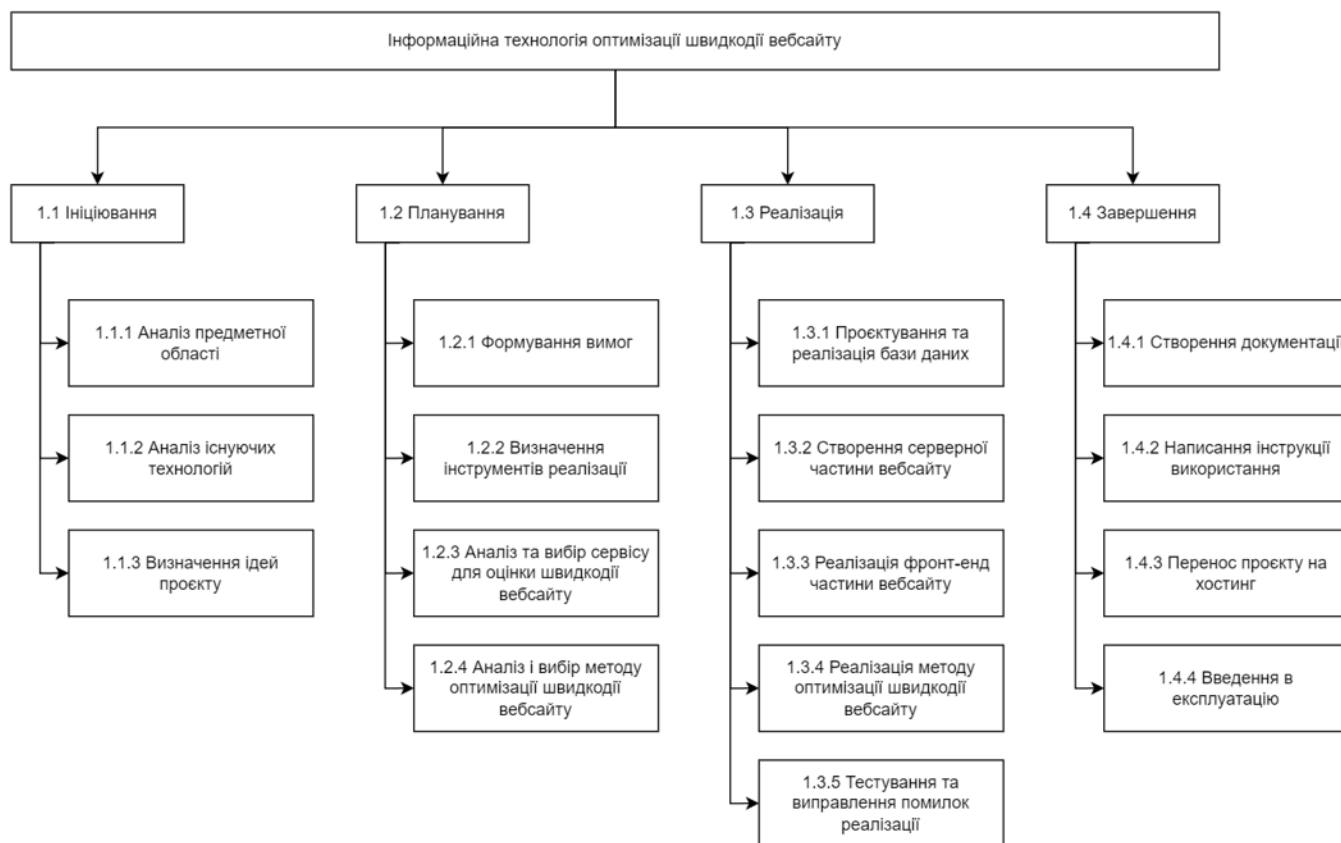 Інформаційна технологія оптимізації швидкодії вебсайту
1.1 Ініціювання
1.2 Планування
1.3 Реалізація
1.4 Завершення
1.1.1 Аналіз предметної
області
1.2.1 Формування вимог
1.3.1 Проєктування та
реалізація бази даних
1.4.1 Створення документації
1.1.2 Аналіз існуючих
технологій
1.2.2 Визначення
інструментів реалізації
1.3.2 Створення серверної
частини вебсайту
1.4.2 Написання інструкції
використання
1.1.3 Визначення ідей
проєкту
1.2.3 Аналіз та вибір сервісу
для оцінки швидкодії
вебсайту
1.3.3 Реалізація фронт-енд
частини вебсайту
1.4.3 Перенос проєкту на
хостинг
1.2.4 Аналіз і вибір методу
оптимізації швидкодії
вебсайту
1.3.4 Реалізація методу
оптимізації швидкодії
вебсайту
1.4.4 Введення в
експлуатацію
1.3.5 Тестування та
виправлення помилок
реалізації